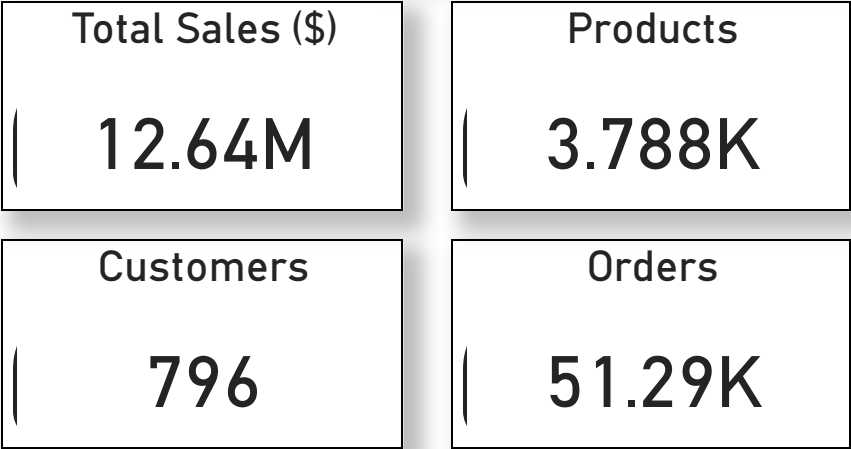 Total Sales ($)
12.64M
Products
3.788K
Customers
796
Orders
51.29K